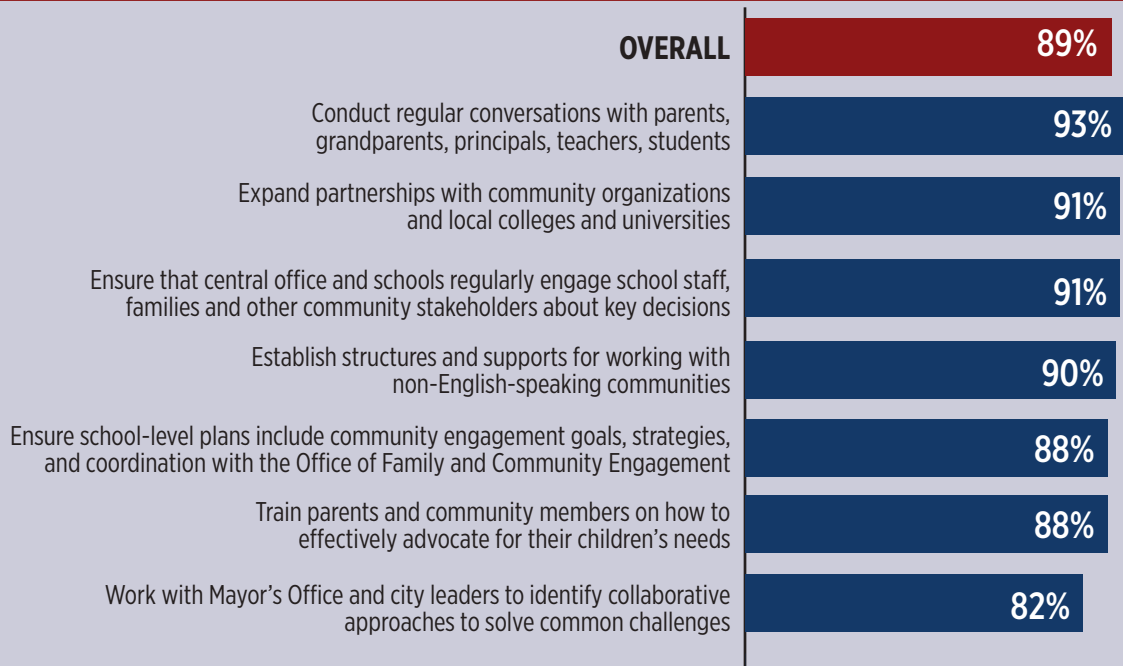 OVERALL
89%
Conduct regular conversations with parents,
grandparents, principals, teachers, students
93%
Expand partnerships with community organizations
and local colleges and universities
91%
Ensure that central office and schools regularly engage school staff,
families and other community stakeholders about key decisions
91%
Establish structures and supports for working with
non-English-speaking communities
90%
Ensure school-level plans include community engagement goals, strategies,
and coordination with the Office of Family and Community Engagement
88%
Train parents and community members on how to
effectively advocate for their children’s needs
88%
Work with Mayor’s Office and city leaders to identify collaborative
approaches to solve common challenges
82%